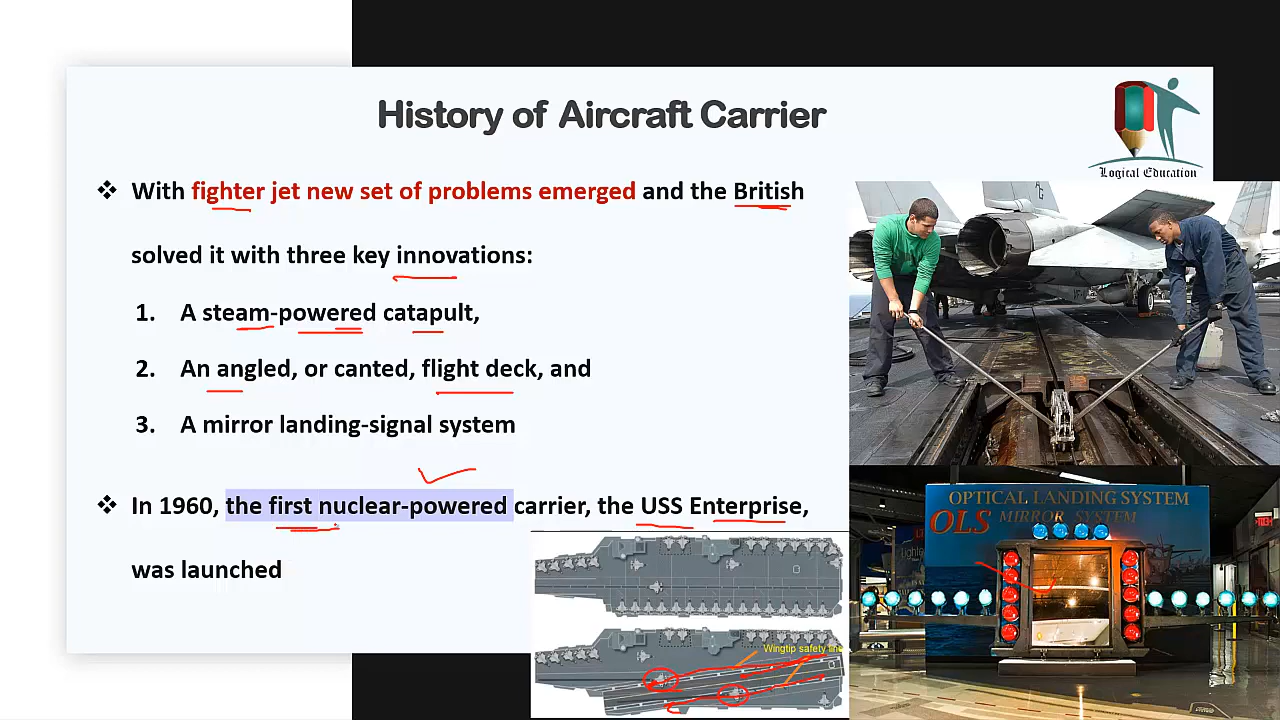 History of Aircraft Carrier
Logical Education
❖ With fighter jet new set of problems emerged and the British
solved it with three key innovations:
1. A steam-powered catapult,
2. An angled, or canted, flight deck, and
3. A mirror landing-signal system
❖ In 1960, the first nuclear-powered carrier, the USS Enterprise,
was launched
OPTICAL LANDING SYSTEM
OLS MIRROR SYSTEM
Wingtip safety line